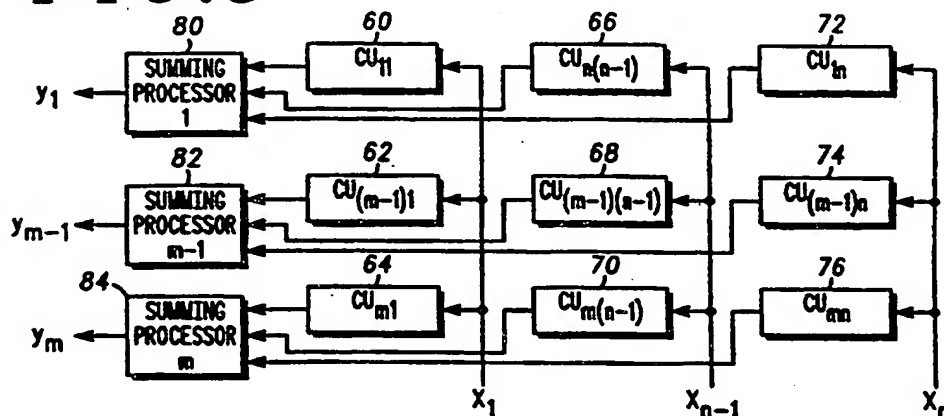 80
60
66
72
SUMMING PROCESSOR 1
CU11
CUn(n-1)
CU1n
y1
82
62
68
74
SUMMING PROCESSOR m-1
CU(m-1)1
CU(m-1)(n-1)
CU(m-1)n
ym-1
84
64
70
76
SUMMING PROCESSOR m
CUm1
CUm(n-1)
CUmn
ym
X1
Xn-1